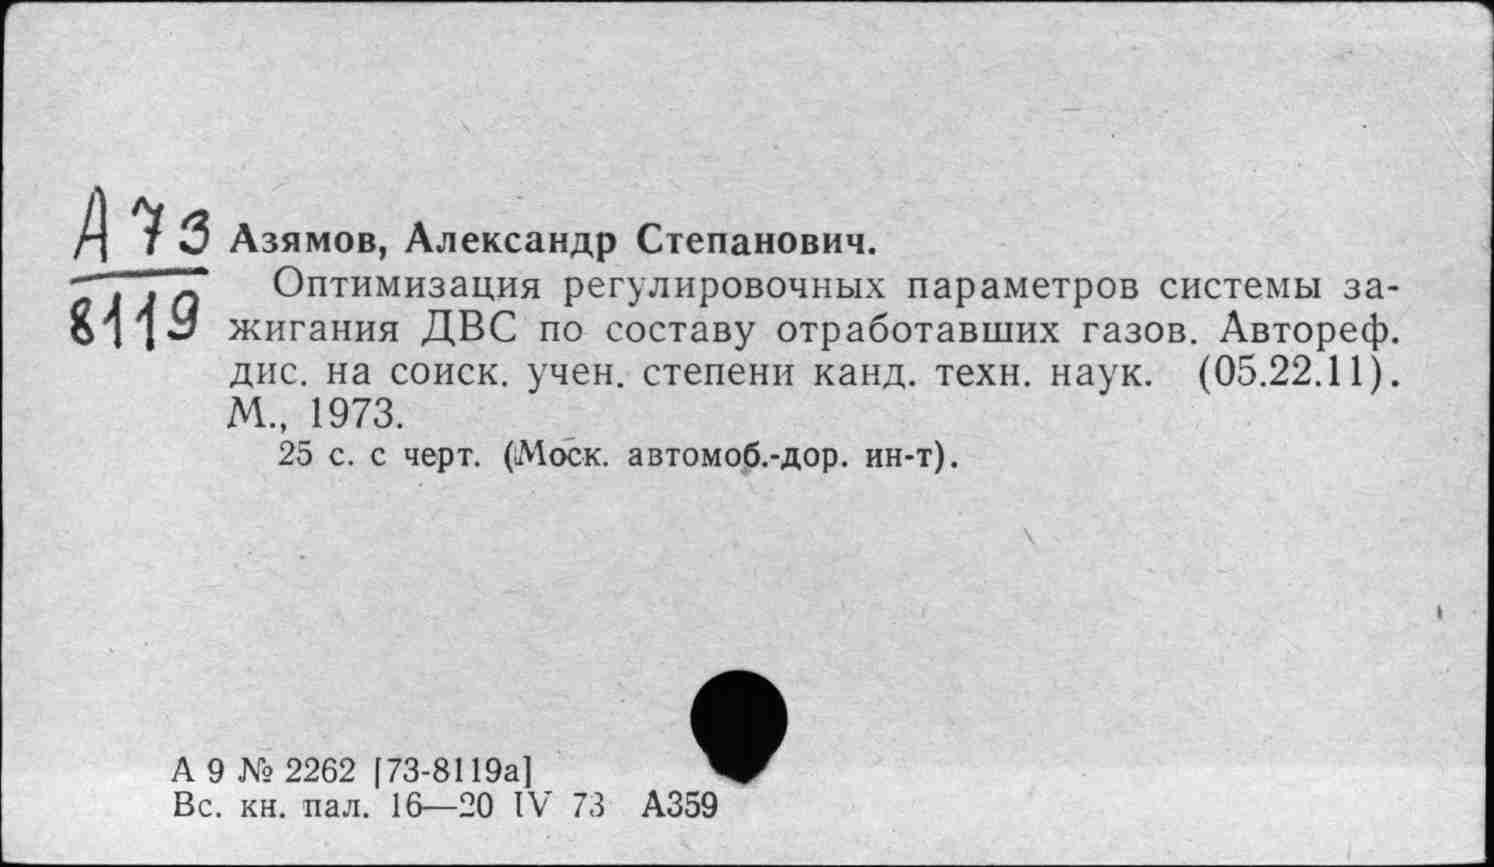 А 73 Азямов, Александр Степанович.
8119 Оптимизация регулировочных параметров системы за-
жигания ДВС по составу отработавших газов. Автореф.
дис. на соиск. учен. степени канд. техн. наук. (05.22.11).
М., 1973.
25 с. с черт. (Моск. автомоб.-дор. ин-т).
А 9 № 2262 [73-8119а]
Вс. кн. пал. 16—20 IV 73 А359